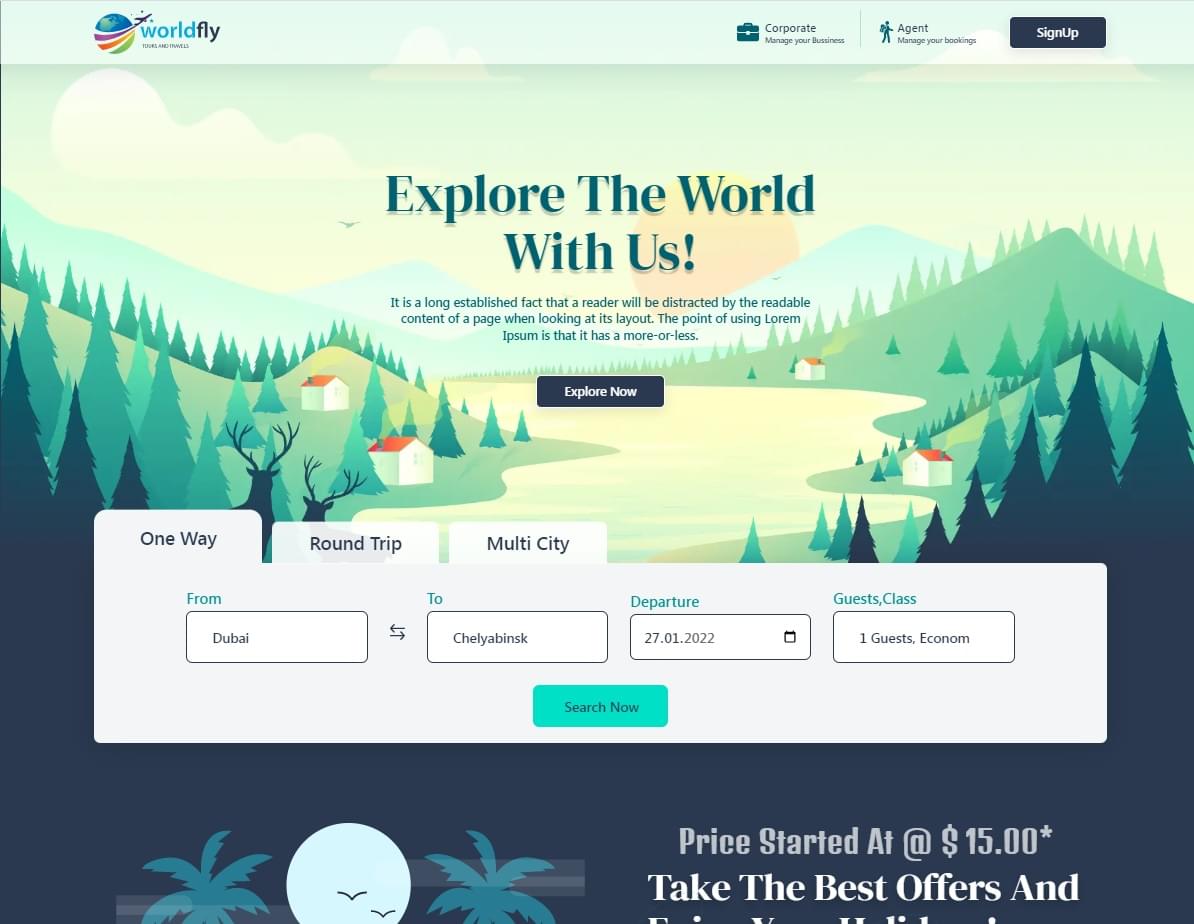 worldfly
TOURS AND TRAVELS
Corporate
Manage your Bussiness
Agent
Manage your bookings
SignUp
Explore The World
With Us!
It is a long established fact that a reader will be distracted by the readable
content of a page when looking at its layout. The point of using Lorem
Ipsum is that it has a more-or-less.
Explore Now
One Way
Round Trip
Multi City
From
To
Departure
Guests,Class
Dubai
Chelyabinsk
27.01.2022
1 Guests, Econom
Search Now
Price Started At @ $ 15.00*
Take The Best Offers And
Enjoy Your Holidays!